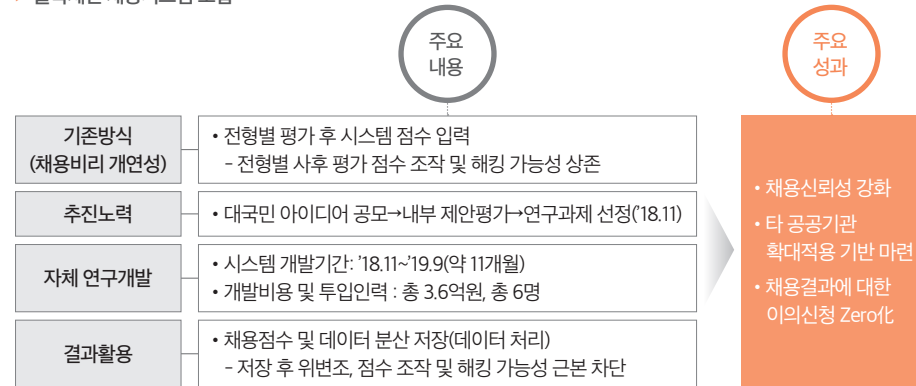 주요
내용
주요
성과
기존방식
(채용비리 개연성)
• 전형별 평가 후 시스템 점수 입력
- 전형별 사후 평가 점수 조작 및 해킹 가능성 상존
추진노력
• 대국민 아이디어 공모→내부 제안평가→연구과제 선정('18.11)
자체 연구개발
• 시스템 개발기간: '18.11~'19.9(약 11개월)
• 개발비용 및 투입인력 : 총 3.6억원, 총 6명
결과활용
• 채용점수 및 데이터 분산 저장(데이터 처리)
- 저장 후 위변조, 점수 조작 및 해킹 가능성 근본 차단
• 채용신뢰성 강화
• 타 공공기관
확대적용 기반 마련
• 채용결과에 대한
이의신청 Zero化